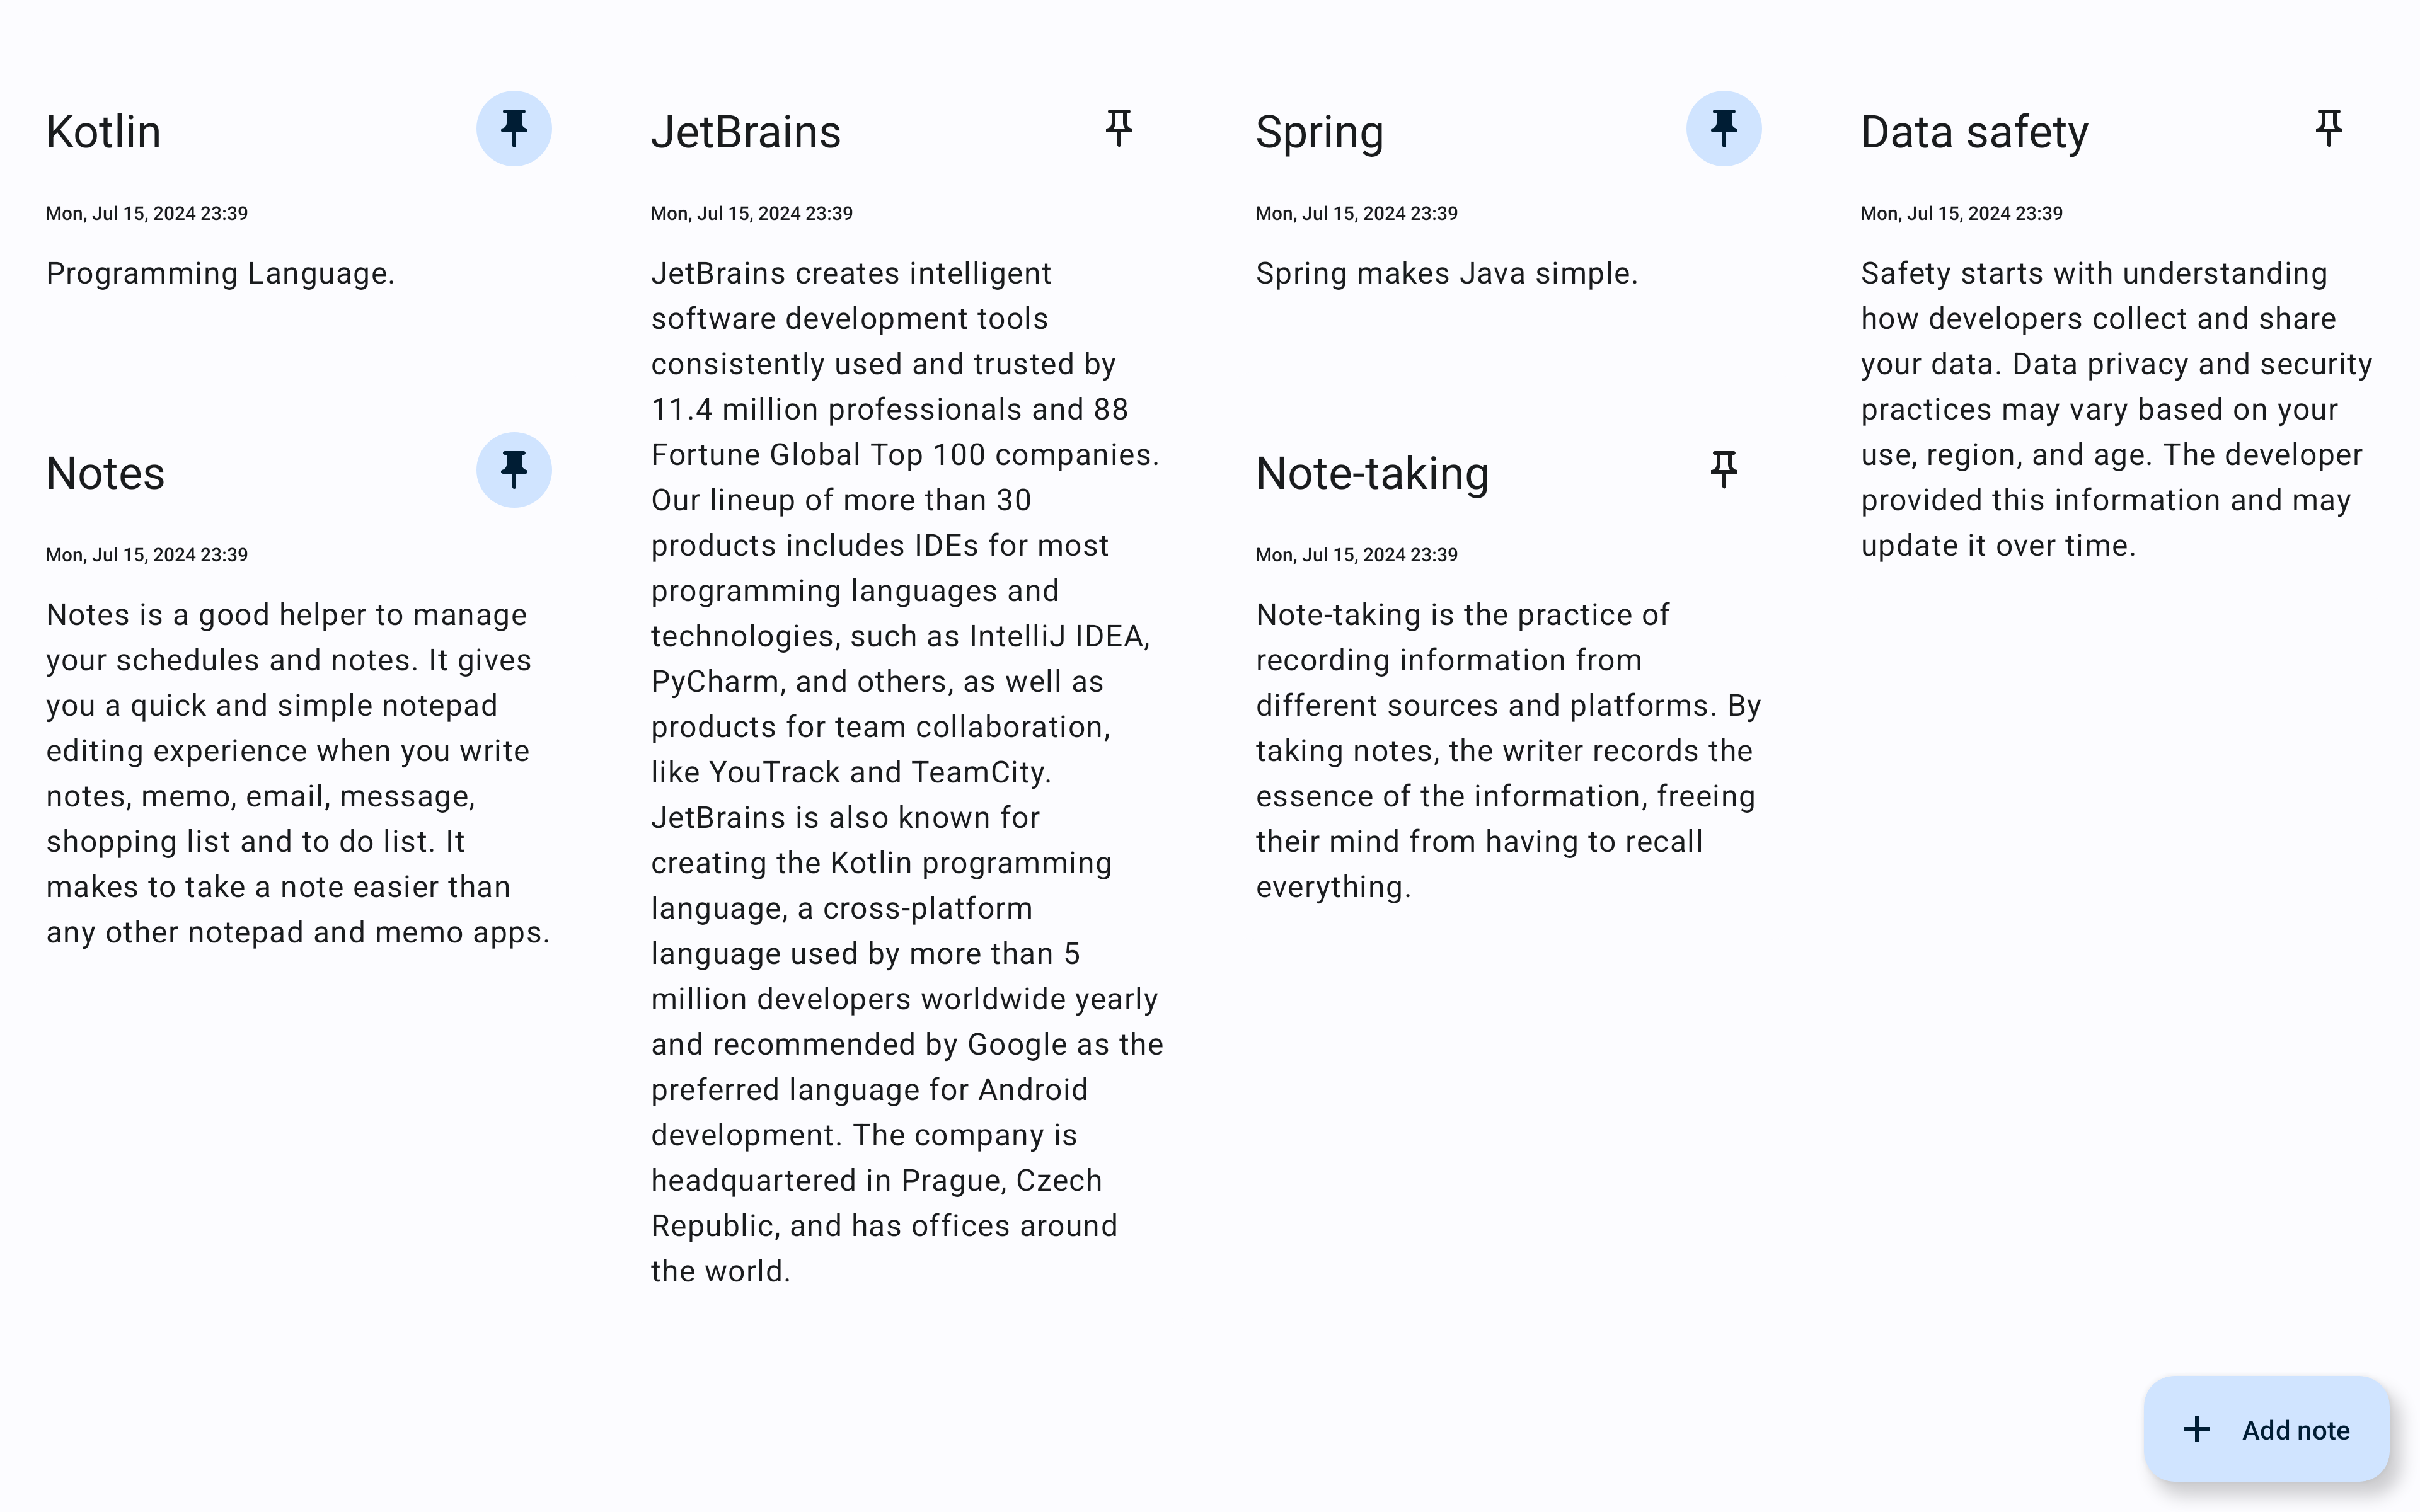 Kotlin
Mon, Jul 15, 2024 23:39
Programming Language.
Notes
Mon, Jul 15, 2024 23:39
Notes is a good helper to manage
your schedules and notes. It gives
you a quick and simple notepad
editing experience when you write
notes, memo, email, message,
shopping list and to do list. It
makes to take a note easier than
any other notepad and memo apps.
JetBrains
Mon, Jul 15, 2024 23:39
JetBrains creates intelligent
software development tools
consistently used and trusted by
11.4 million professionals and 88
Fortune Global Top 100 companies.
Our lineup of more than 30
products includes IDEs for most
programming languages and
technologies, such as IntelliJ IDEA,
PyCharm, and others, as well as
products for team collaboration,
like YouTrack and TeamCity.
JetBrains is also known for
creating the Kotlin programming
language, a cross-platform
language used by more than 5
million developers worldwide yearly
and recommended by Google as the
preferred language for Android
development. The company is
headquartered in Prague, Czech
Republic, and has offices around
the world.
Spring
Mon, Jul 15, 2024 23:39
Spring makes Java simple.
Note-taking
Mon, Jul 15, 2024 23:39
Note-taking is the practice of
recording information from
different sources and platforms. By
taking notes, the writer records the
essence of the information, freeing
their mind from having to recall
everything.
Data safety
Mon, Jul 15, 2024 23:39
Safety starts with understanding
how developers collect and share
your data. Data privacy and security
practices may vary based on your
use, region, and age. The developer
provided this information and may
update it over time.
Add note